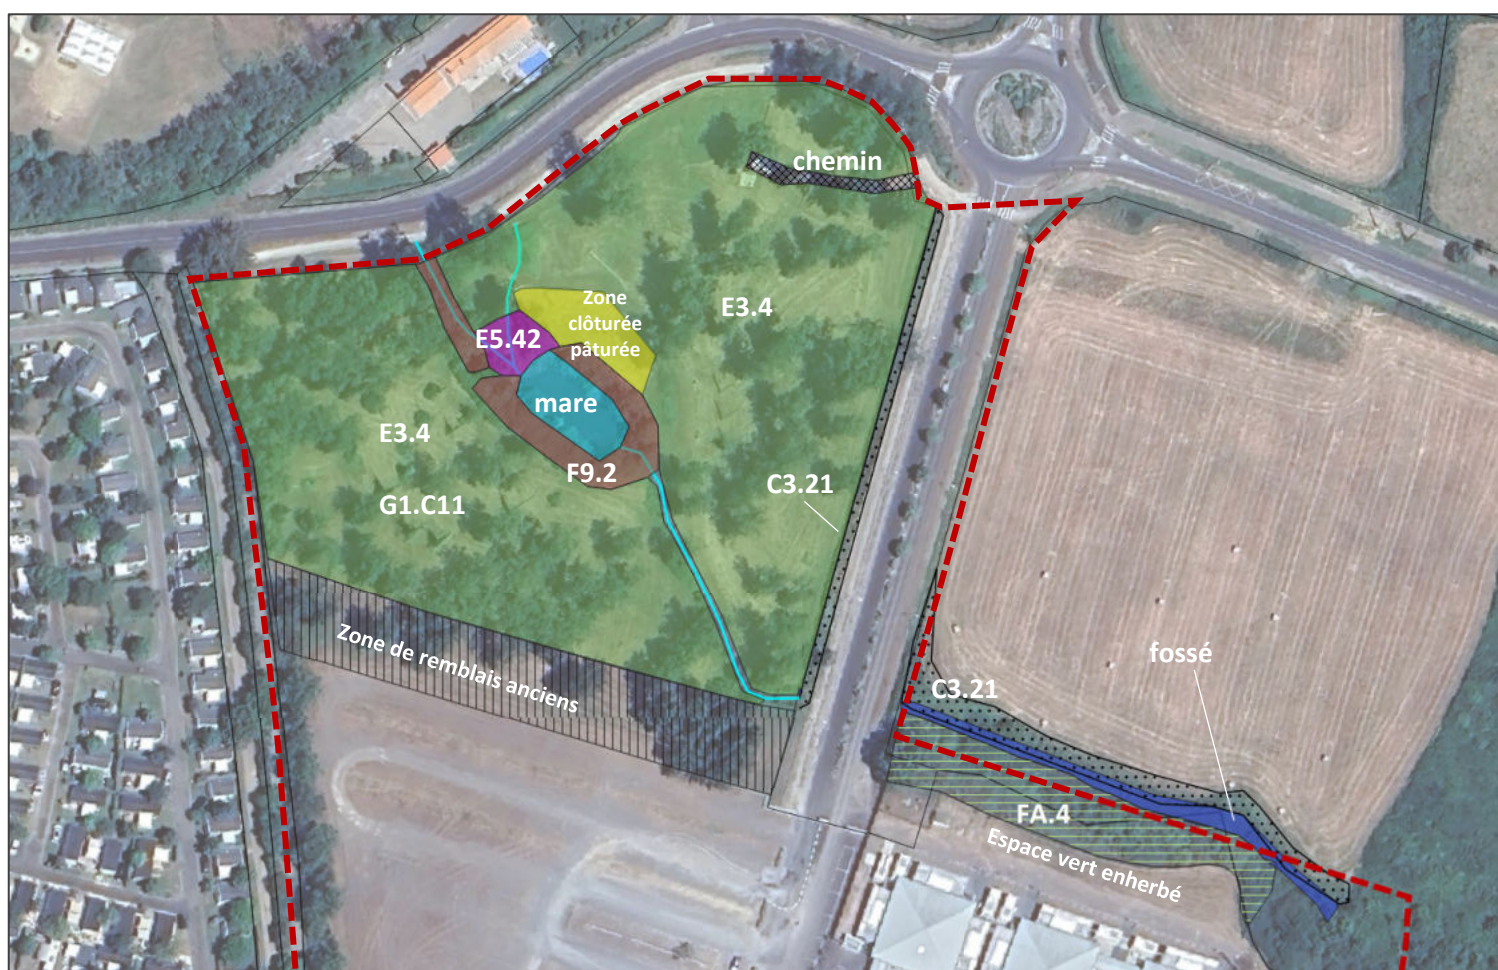 chemin
Zone
clôturée
pâturée
E3.4
E5.42
mare
E3.4
F9.2
C3.21
G1.C11
Zone de remblais anciens
fossé
C3.21
FA.4
Espace vert enherbé